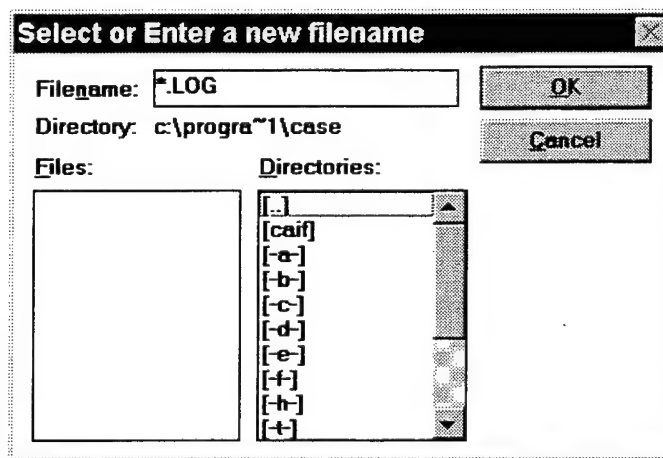 Select or Enter a new filename
Filename: *.LOG
OK
Directory: c:\progra~1\case
Cancel
Files:
Directories:
[..]
[caif]
[-a-]
[-b-]
[-c-]
[-d-]
[-e-]
[-f-]
[-h-]
[-t-]